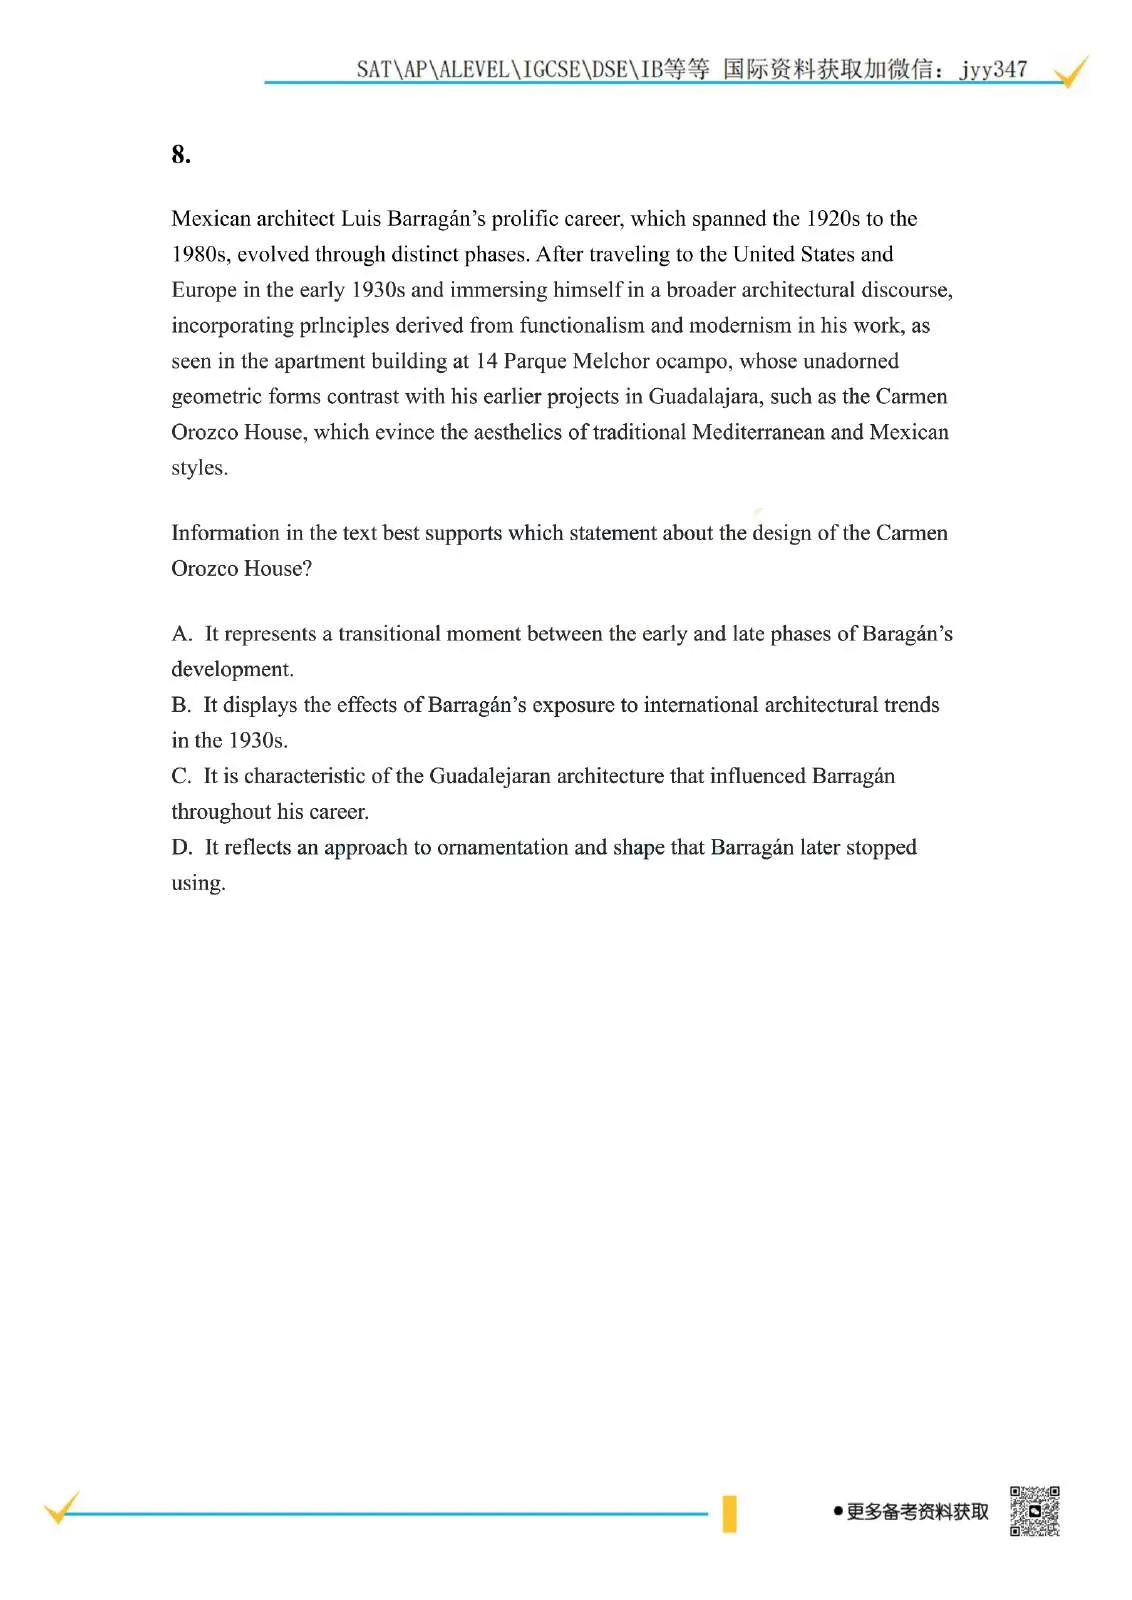 SAT\AP\ALEVEL\IGCSE\DSE\IB等等 国际资料获取加微信: jyy347
8.
Mexican architect Luis Barragán’s prolific career, which spanned the 1920s to the
1980s, evolved through distinct phases. After traveling to the United States and
Europe in the early 1930s and immersing himself in a broader architectural discourse,
incorporating prlnciples derived from functionalism and modernism in his work, as
seen in the apartment building at 14 Parque Melchor ocampo, whose unadorned
geometric forms contrast with his earlier projects in Guadalajara, such as the Carmen
Orozco House, which evince the aesthelics of traditional Mediterranean and Mexican
styles.
Information in the text best supports which statement about the design of the Carmen
Orozco House?
A. It represents a transitional moment between the early and late phases of Baragán’s
development.
B. It displays the effects of Barragán’s exposure to international architectural trends
in the 1930s.
C. It is characteristic of the Guadalejaran architecture that influenced Barragán
throughout his career.
D. It reflects an approach to ornamentation and shape that Barragán later stopped
using.
●更多备考资料获取